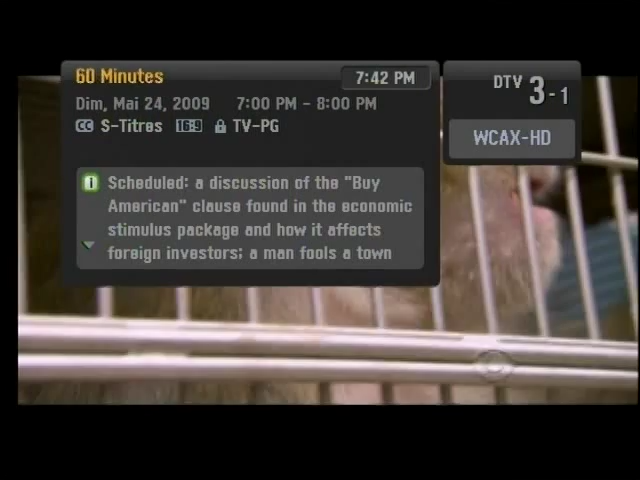 60 Minutes
7:42 PM
Dim, Mai 24, 2009 7:00 PM - 8:00 PM
CC S-Titres 16:9 TV-PG
DTV 3-1
WCAX-HD
i Scheduled: a discussion of the "Buy
American" clause found in the economic
stimulus package and how it affects
foreign investors; a man fools a town